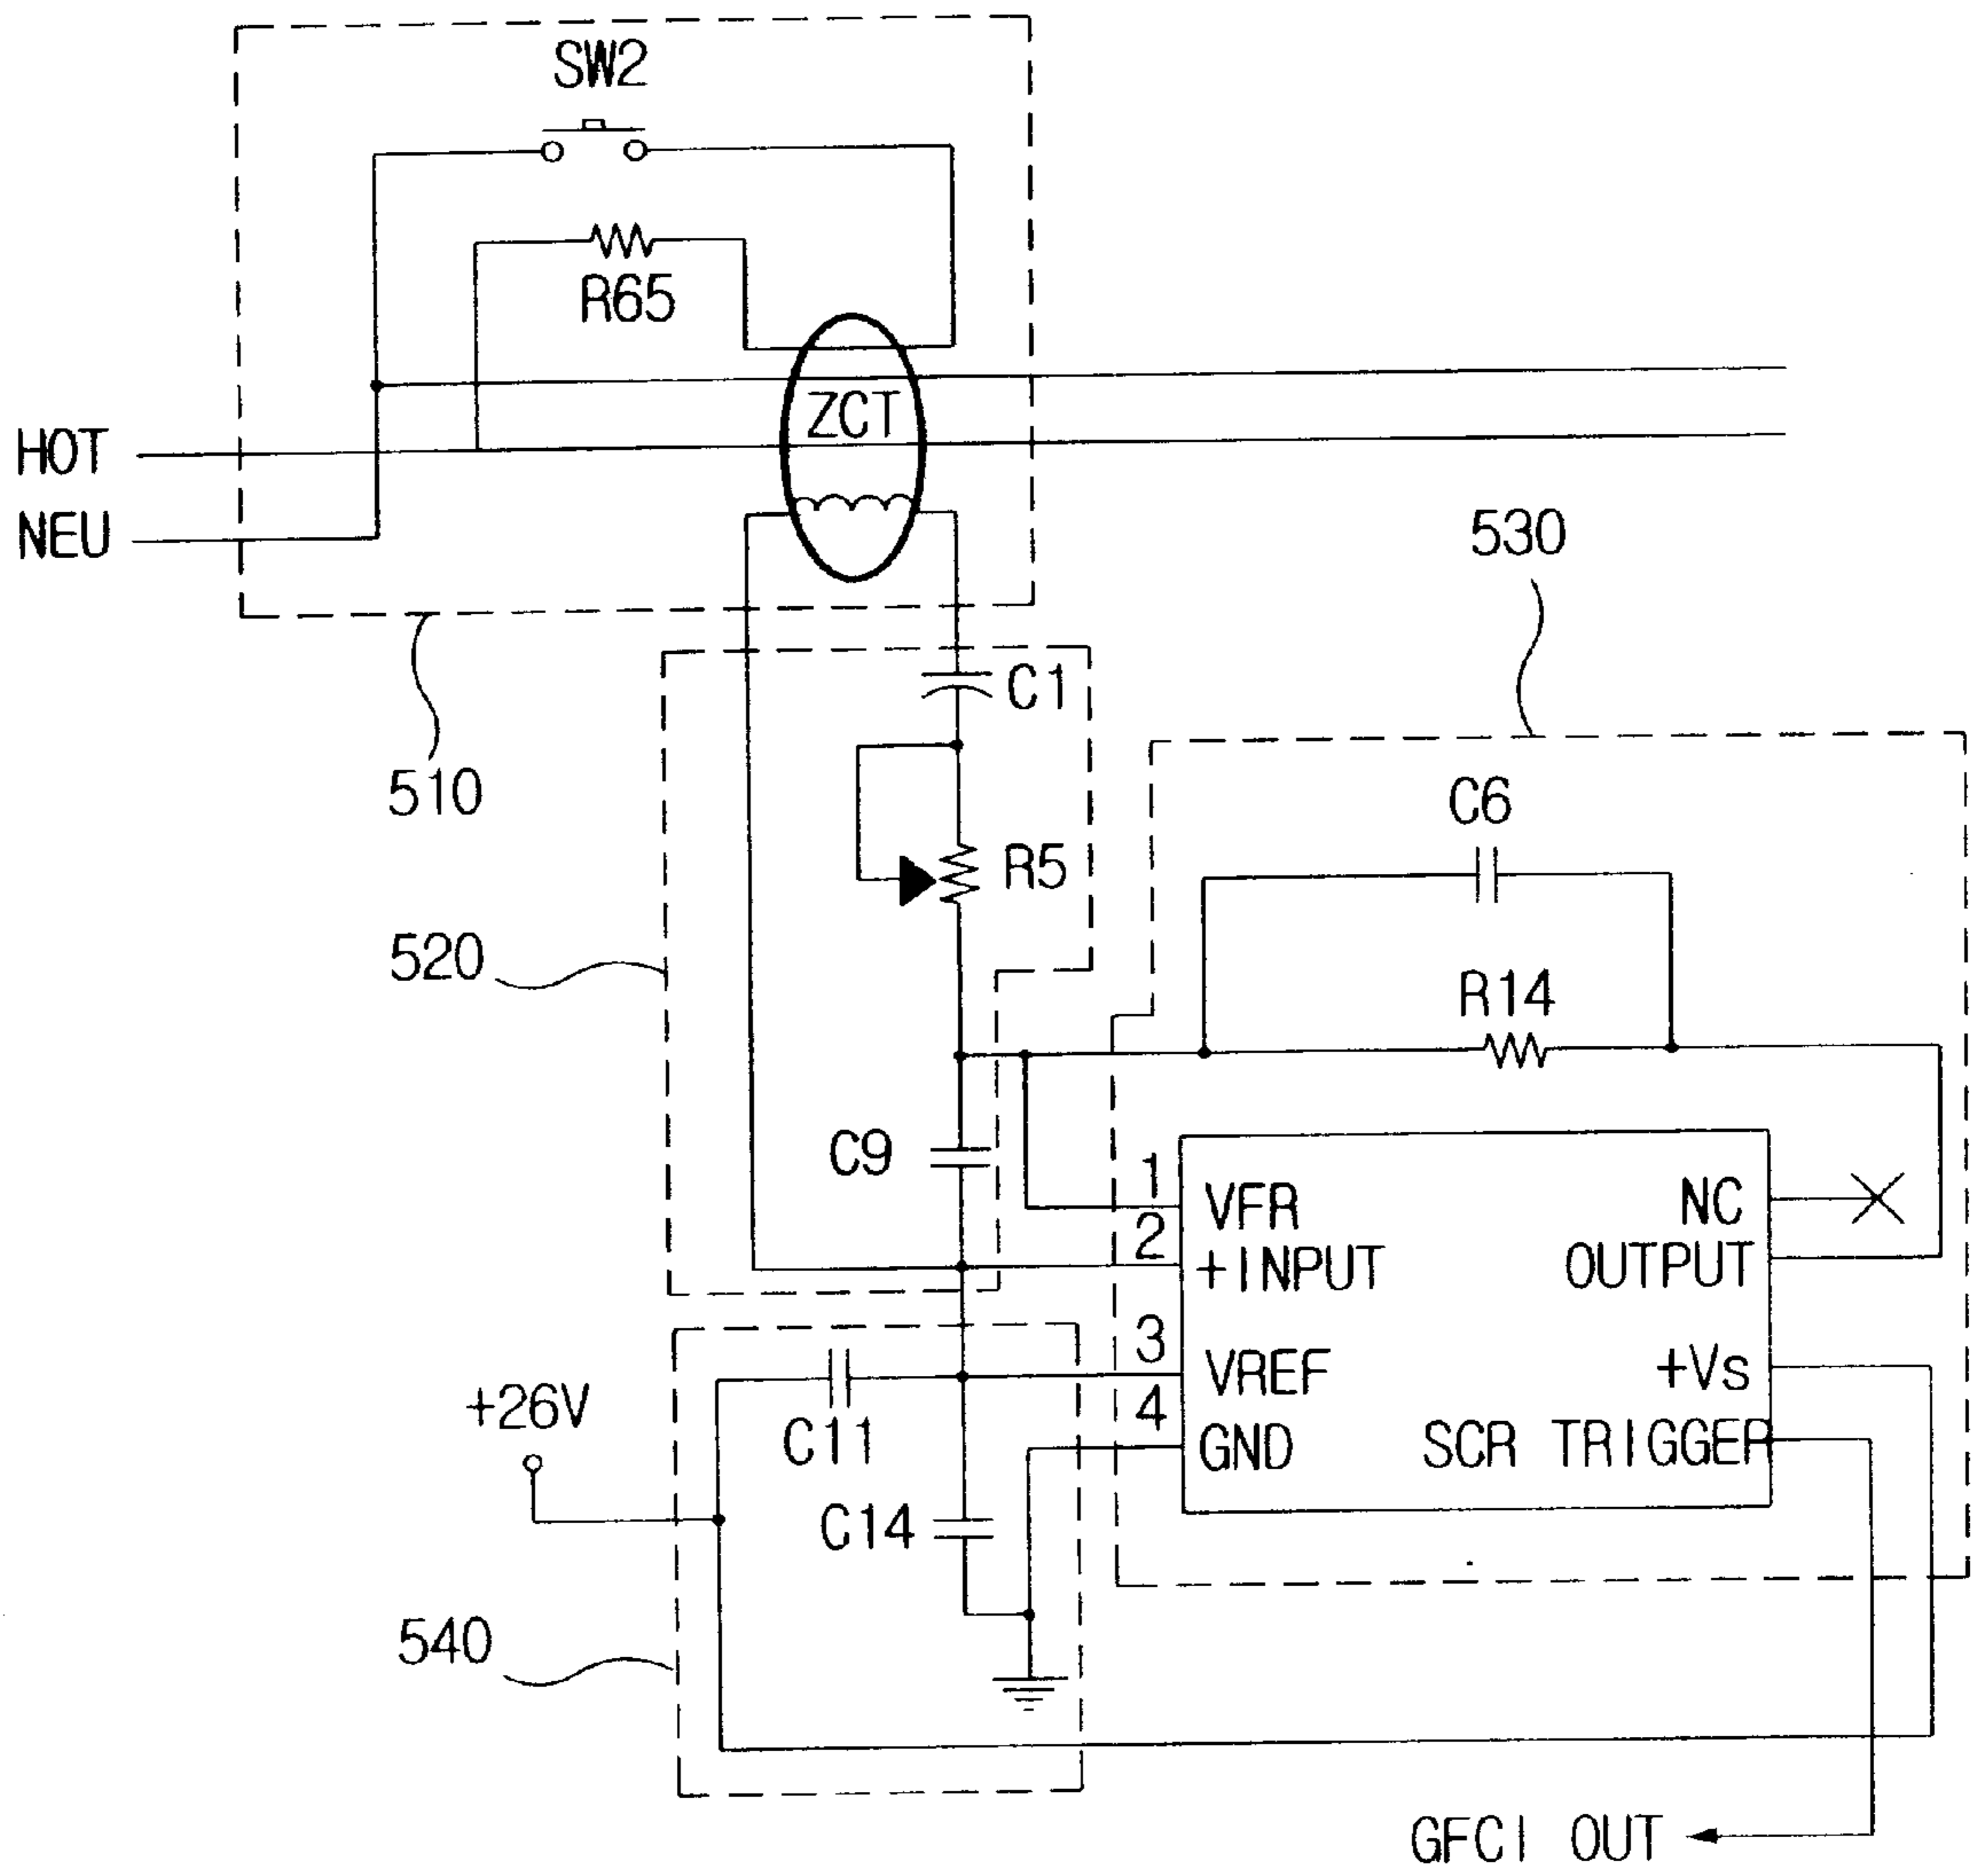 SW2
R65
ZCT
HOT
NEU
530
C1
510
C6
R5
520
R14
C9
1
VFR
NC
2
+INPUT
OUTPUT
3
VREF
+Vs
+26V
4
C11
GND
SCR TRIGGER
C14
540
GFCI OUT